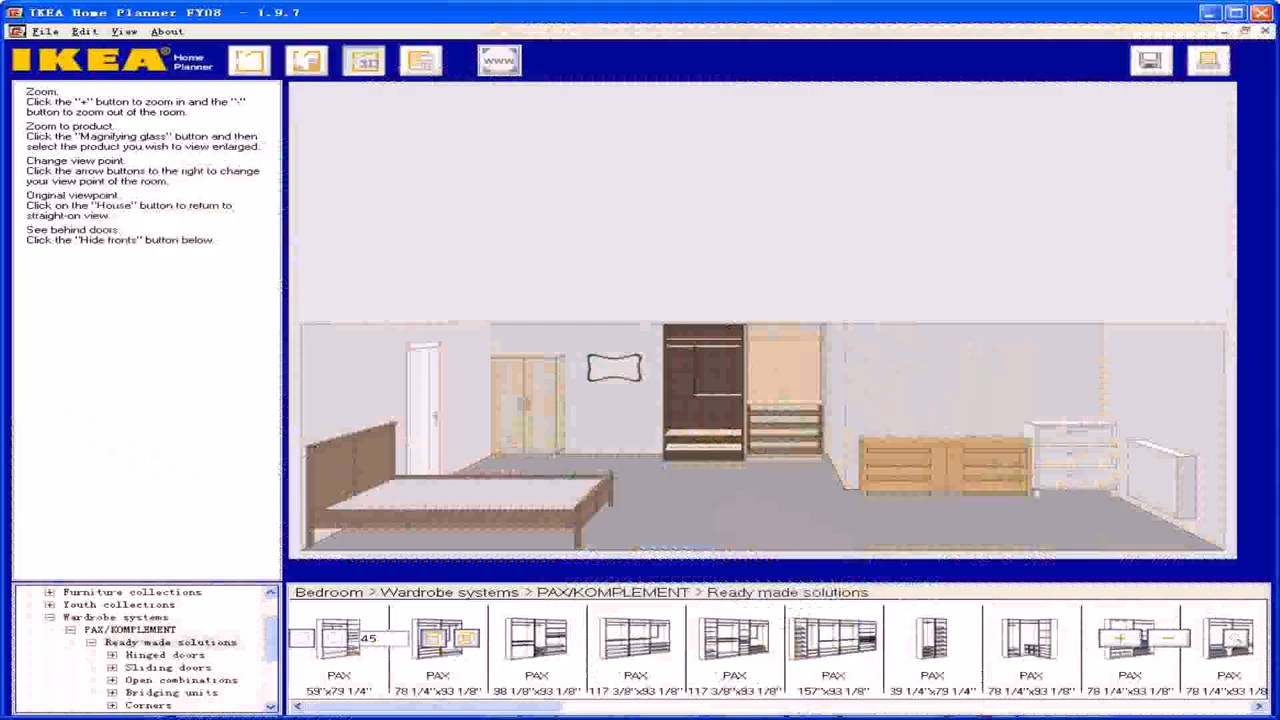 IKEA Home Planner FY08 - 1.9.7
File Edit View About
IKEA® Home Planner
3D
WWW
Zoom.
Click the "+" button to zoom in and the "-"
button to zoom out of the room.
Zoom to product.
Click the "Magnifying glass" button and then
select the product you wish to view enlarged.
Change view point.
Click the arrow buttons to the right to change
your view point of the room.
Original viewpoint.
Click on the "House" button to return to
straight-on view.
See behind doors.
Click the "Hide fronts" button below.
Furniture collections
Youth collections
Wardrobe systems
PAX/KOMPLEMENT
Ready made solutions
Hinged doors
Sliding doors
Open combinations
Bridging units
Corners
Bedroom > Wardrobe systems > PAX/KOMPLEMENT > Ready made solutions
45
PAX PAX PAX PAX PAX PAX PAX PAX PAX PAX
59"x79 1/4" 78 1/4"x93 1/8" 98 1/8"x93 1/8" 117 3/8"x93 1/8" 117 3/8"x93 1/8" 157"x93 1/8" 39 1/4"x79 1/4" 78 1/4"x93 1/8" 78 1/4"x93 1/8" 78 1/4"x93 1/8